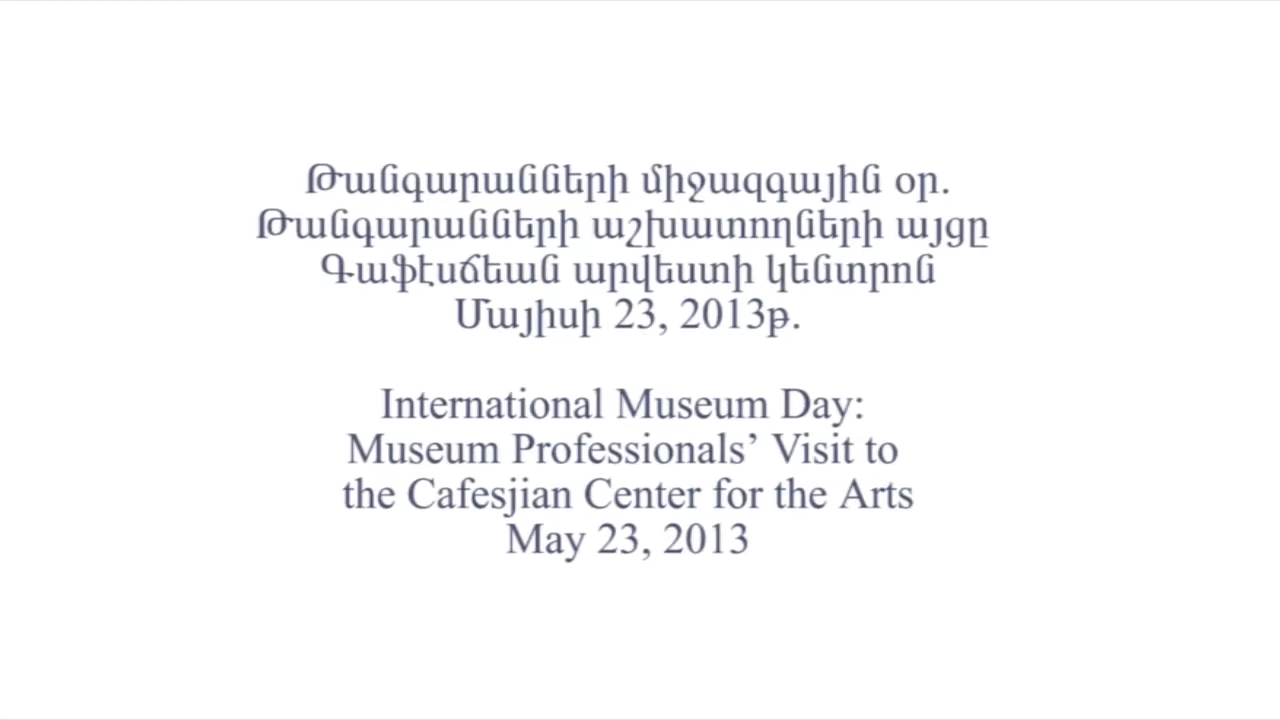 Թանգարանների միջազգային օր.
Թանգարանների աշխատողների այցը
Գաֆէսճեան արվեստի կենտրոն
Մայիսի 23, 2013թ.
International Museum Day:
Museum Professionals’ Visit to
the Cafesjian Center for the Arts
May 23, 2013